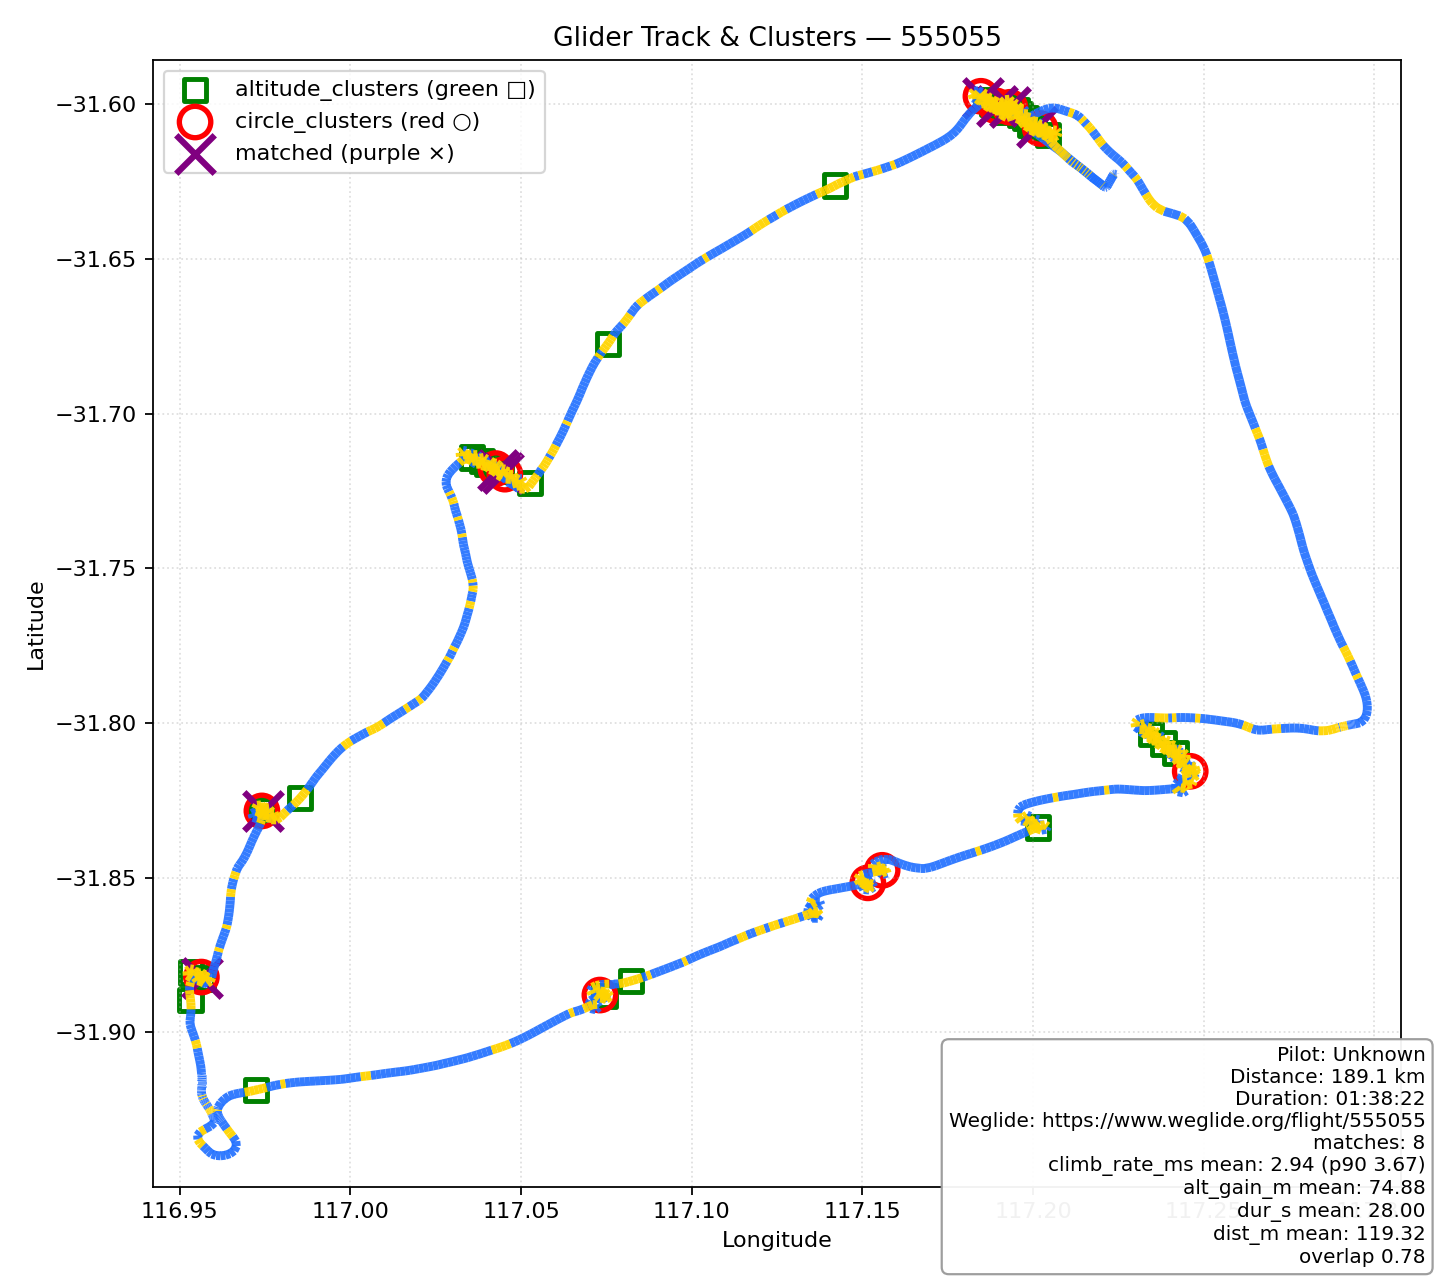 Glider Track & Clusters — 555055
altitude_clusters (green □)
circle_clusters (red ○)
matched (purple ×)
Latitude
−31.60
−31.65
−31.70
−31.75
−31.80
−31.85
−31.90
116.95
117.00
117.05
117.10
117.15
117.20
117.25
Longitude
Pilot: Unknown
Distance: 189.1 km
Duration: 01:38:22
Weglide: https://www.weglide.org/flight/555055
matches: 8
climb_rate_ms mean: 2.94 (p90 3.67)
alt_gain_m mean: 74.88
dur_s mean: 28.00
dist_m mean: 119.32
overlap 0.78